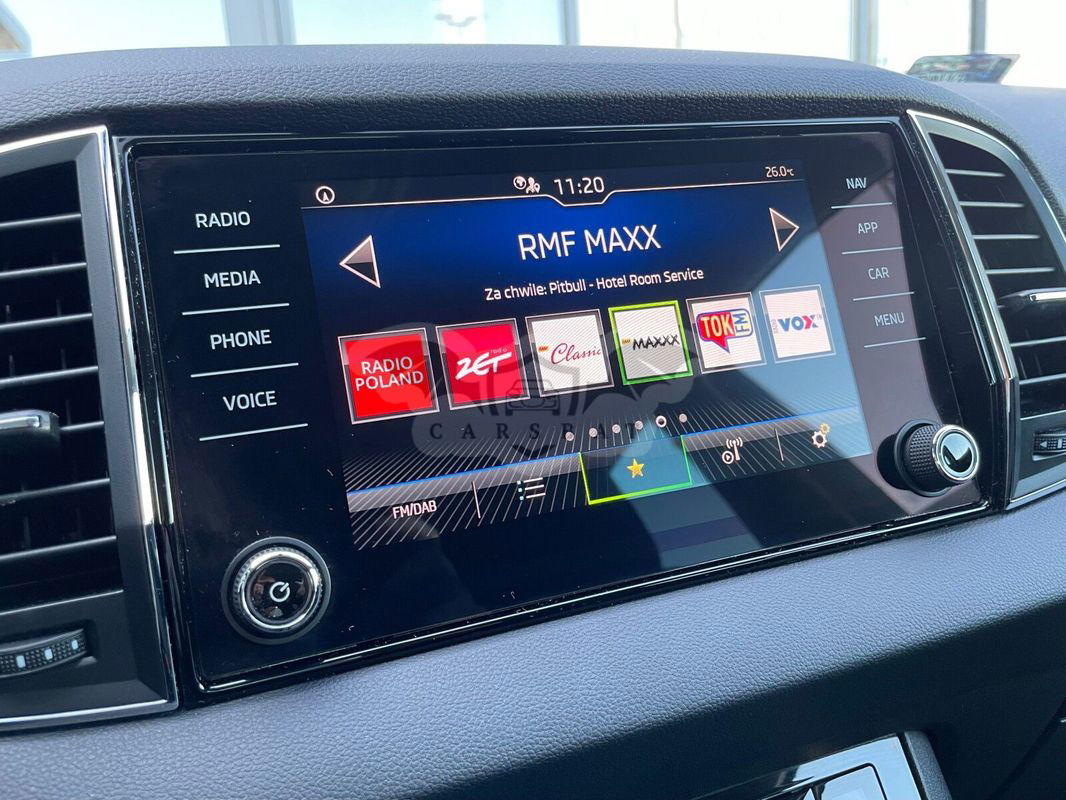 11:20
26.0°C
RADIO
MEDIA
PHONE
VOICE
RMF MAXX
Za chwile: Pitbull - Hotel Room Service
RADIO
POLAND
ZET
Classic
MAXXX
TOK
FM
VOX
CARSPAP
FM/DAB
NAV
APP
CAR
MENU